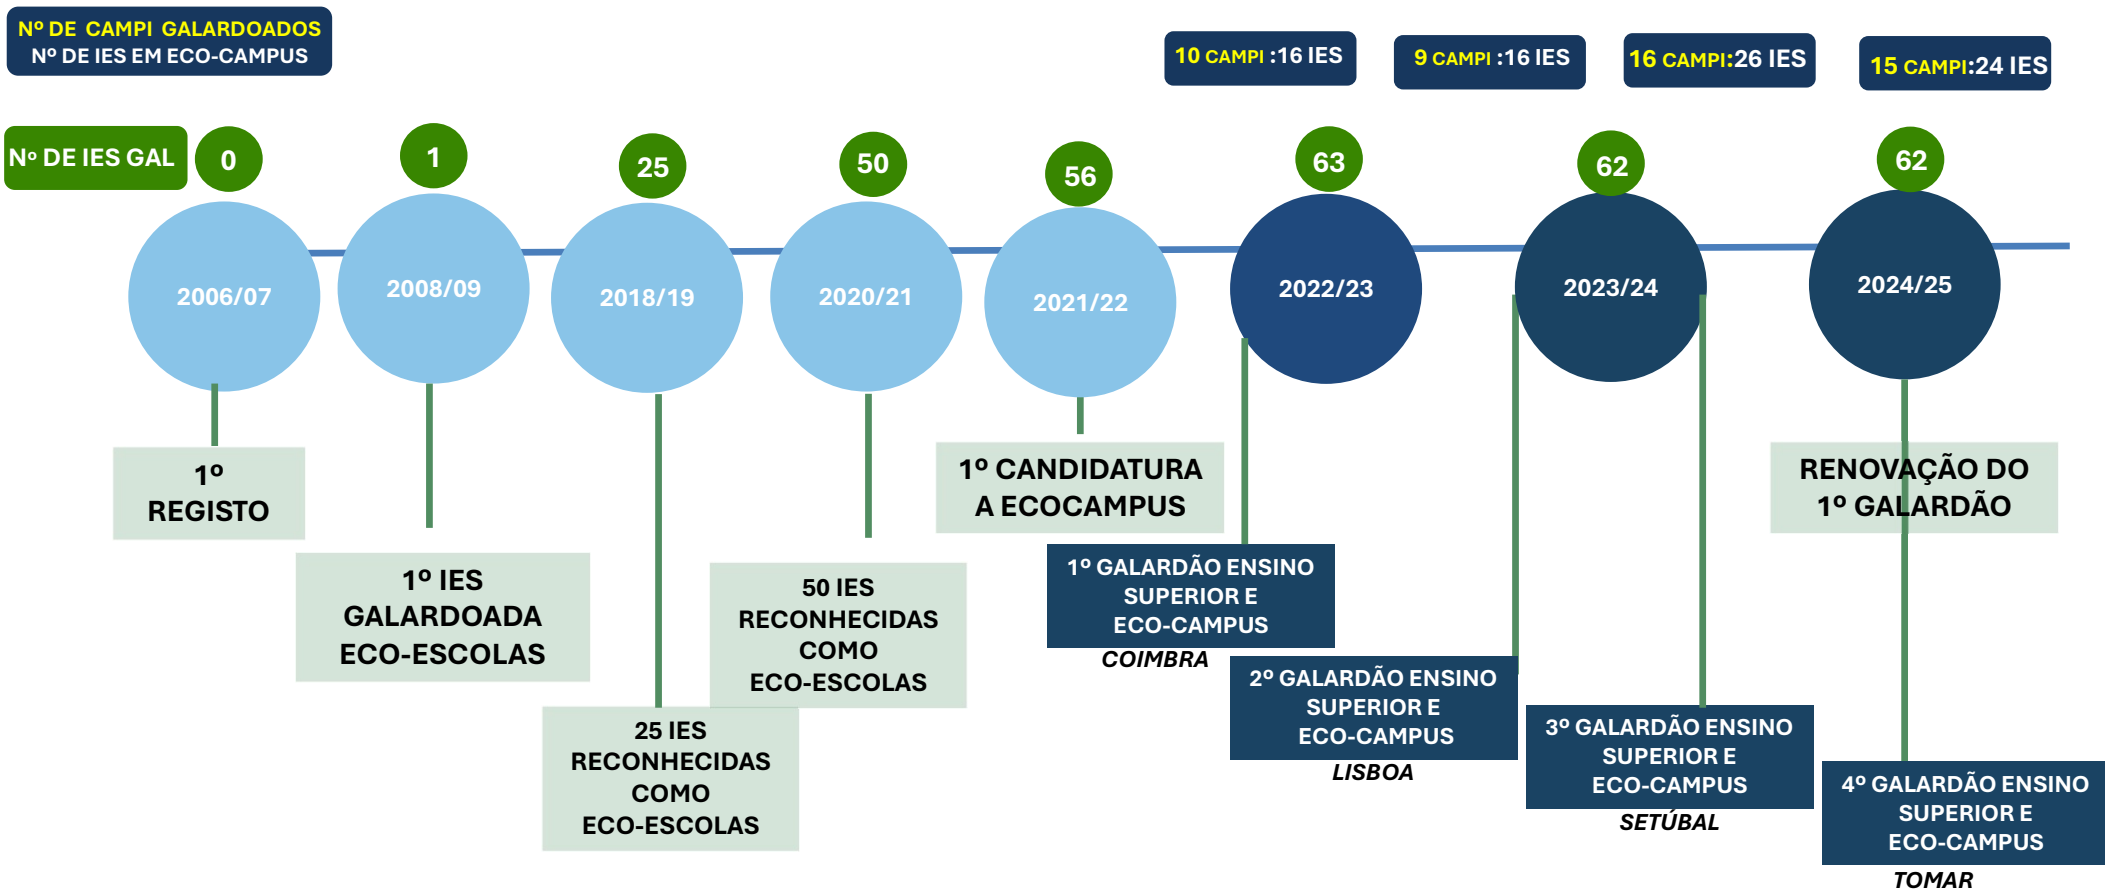 Nº DE CAMPI GALARDOADOS
Nº DE IES EM ECO-CAMPUS
10 CAMPI :16 IES
9 CAMPI :16 IES
16 CAMPI:26 IES
15 CAMPI:24 IES
Nº DE IES GAL
0
1
25
50
56
63
62
62
2006/07
2008/09
2018/19
2020/21
2021/22
2022/23
2023/24
2024/25
1º
REGISTO
1º IES
GALARDOADA
ECO-ESCOLAS
25 IES
RECONHECIDAS
COMO
ECO-ESCOLAS
50 IES
RECONHECIDAS
COMO
ECO-ESCOLAS
1º CANDIDATURA
A ECOCAMPUS
1º GALARDÃO ENSINO
SUPERIOR E
ECO-CAMPUS
COIMBRA
2º GALARDÃO ENSINO
SUPERIOR E
ECO-CAMPUS
LISBOA
3º GALARDÃO ENSINO
SUPERIOR E
ECO-CAMPUS
SETÚBAL
RENOVAÇÃO DO
1º GALARDÃO
4º GALARDÃO ENSINO
SUPERIOR E
ECO-CAMPUS
TOMAR